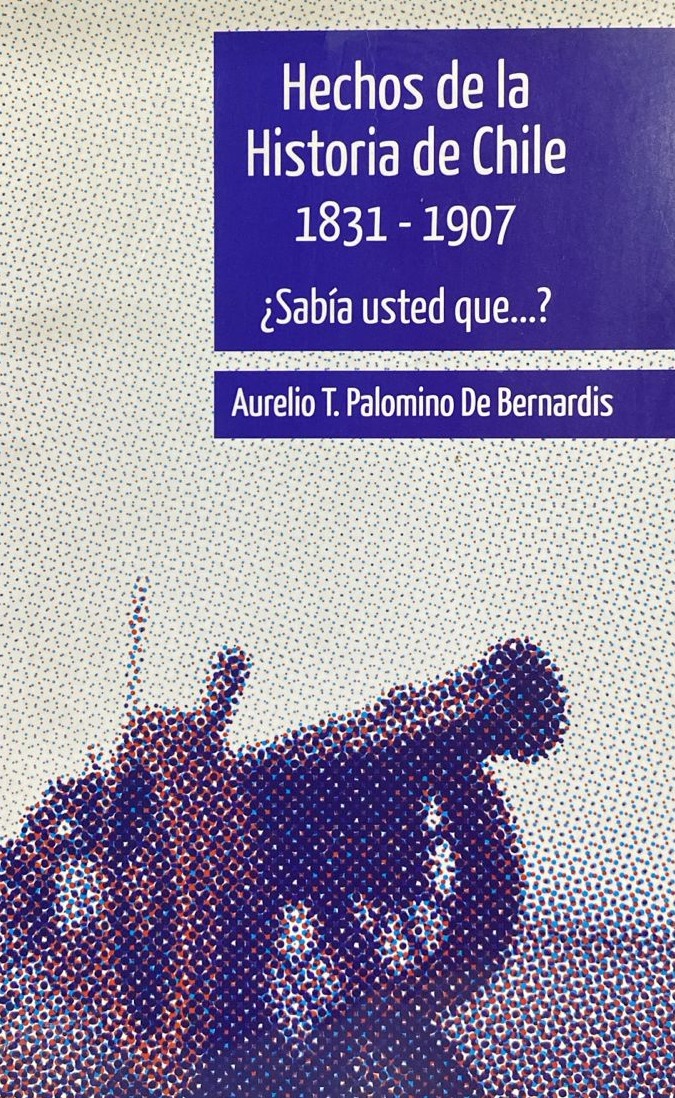 Hechos de la
Historia de Chile
1831 - 1907
¿Sabía usted que...?
Aurelio T. Palomino De Bernardis